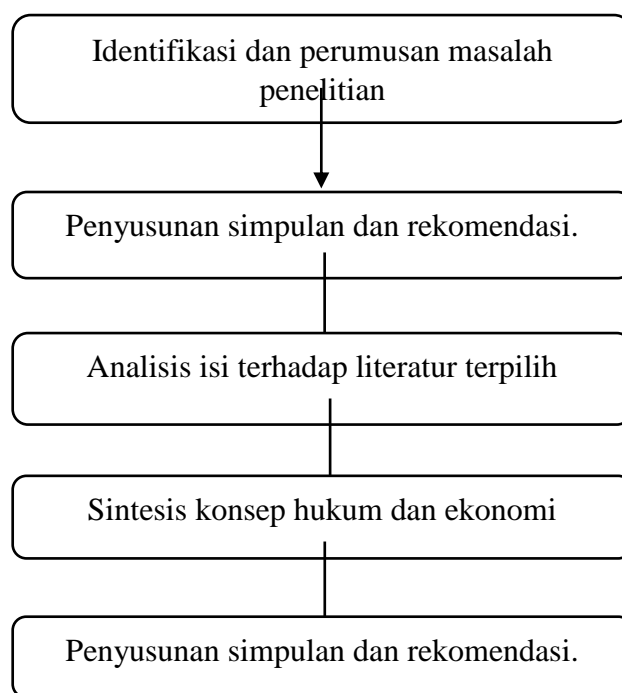 Identifikasi dan perumusan masalah
penelitian
Penyusunan simpulan dan rekomendasi.
Analisis isi terhadap literatur terpilih
Sintesis konsep hukum dan ekonomi
Penyusunan simpulan dan rekomendasi.